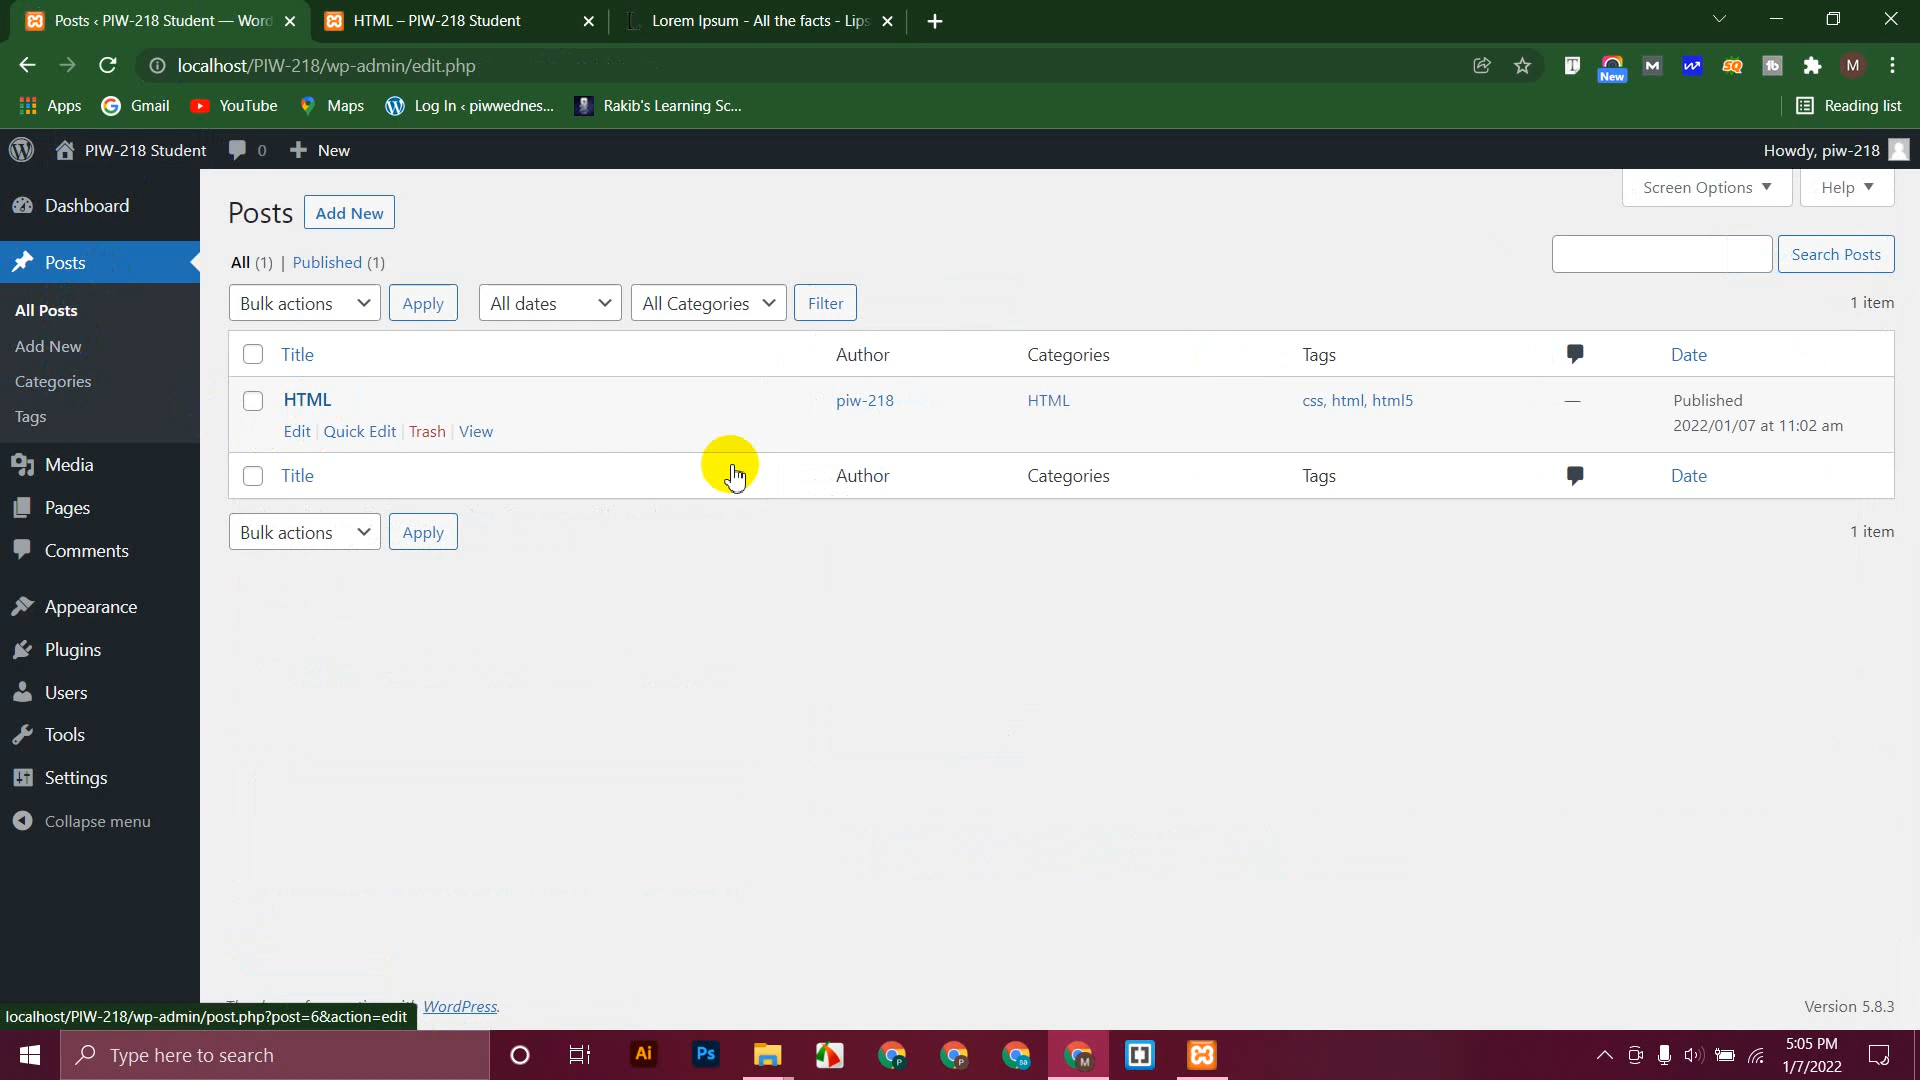 Posts ‹ PIW-218 Student — Word
HTML – PIW-218 Student
Lorem Ipsum - All the facts - Lips
localhost/PIW-218/wp-admin/edit.php
New
Apps
Gmail
YouTube
Maps
Log In ‹ piwwednes...
Rakib's Learning Sc...
Reading list
PIW-218 Student
0
New
Howdy, piw-218
Dashboard
Posts
All Posts
Add New
Categories
Tags
Media
Pages
Comments
Appearance
Plugins
Users
Tools
Settings
Collapse menu
Posts
Add New
Screen Options
Help
All (1) | Published (1)
Search Posts
Bulk actions
Apply
All dates
All Categories
Filter
1 item
Title
Author
Categories
Tags
Date
HTML
piw-218
HTML
css, html, html5
—
Published
2022/01/07 at 11:02 am
Edit | Quick Edit | Trash | View
Title
Author
Categories
Tags
Date
Bulk actions
Apply
1 item
WordPress.
Version 5.8.3
localhost/PIW-218/wp-admin/post.php?post=6&action=edit
Type here to search
Ai
Ps
5:05 PM
1/7/2022